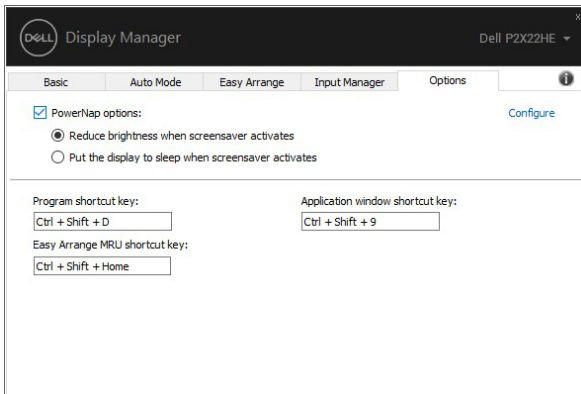 DELL Display Manager Dell P2X22HE
Basic Auto Mode Easy Arrange Input Manager Options
PowerNap options: Configure
Reduce brightness when screensaver activates
Put the display to sleep when screensaver activates
Program shortcut key: Application window shortcut key:
Ctrl + Shift + D Ctrl + Shift + 9
Easy Arrange MRU shortcut key:
Ctrl + Shift + Home